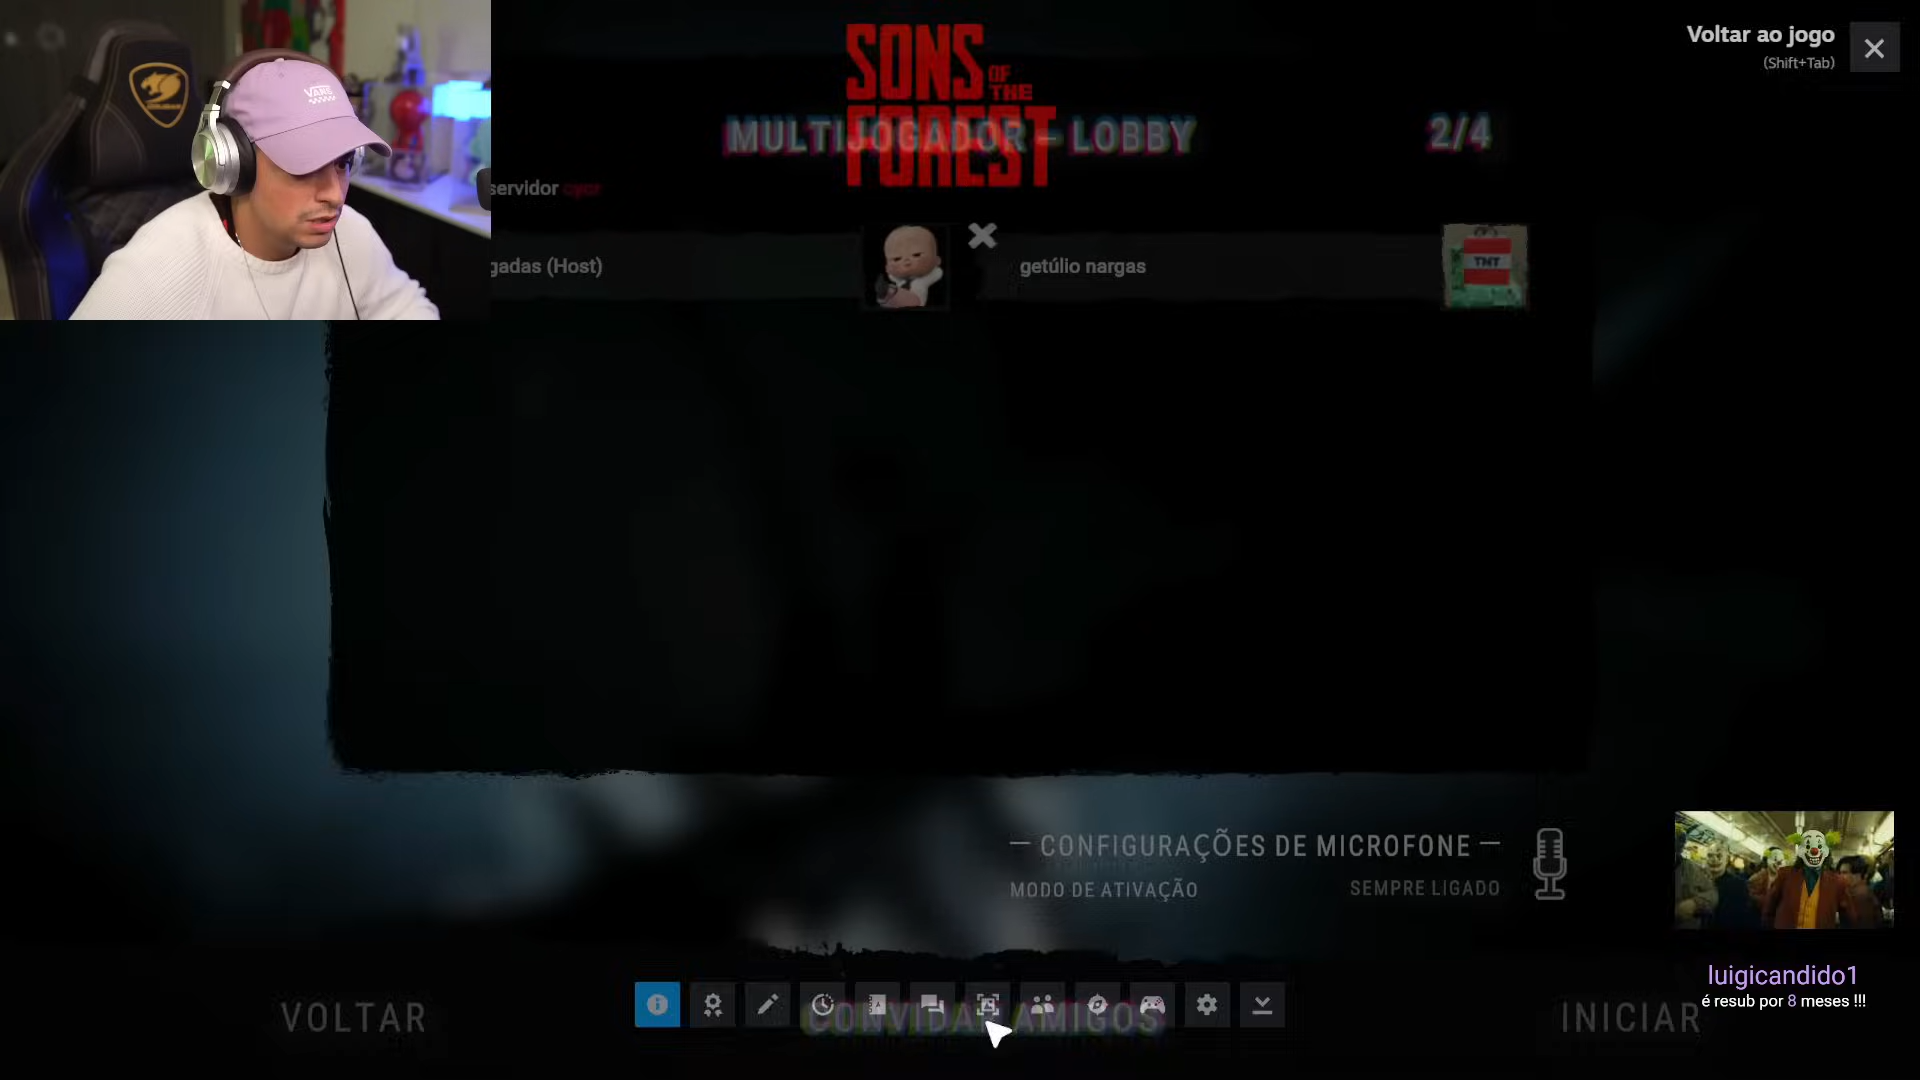 VANS
SONS OF THE FOREST
Voltar ao jogo
(Shift+Tab)
MULTIJOGADOR – LOBBY
2/4
servidor
gadas (Host)
getúlio nargas
TNT
— CONFIGURAÇÕES DE MICROFONE —
MODO DE ATIVAÇÃO
SEMPRE LIGADO
luigicandido1
é resub por 8 meses !!!
VOLTAR
CONVIDAR AMIGOS
INICIAR